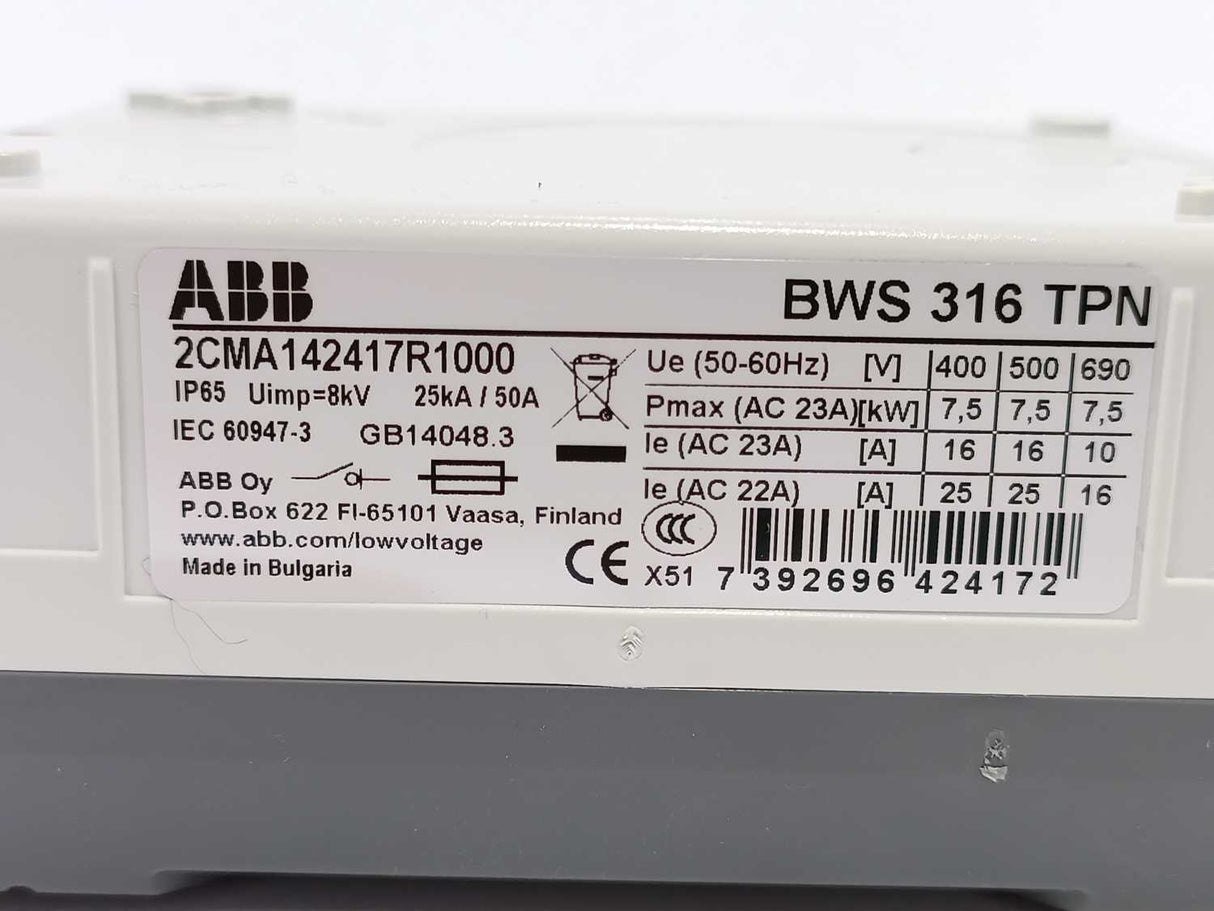 ABB
BWS 316 TPN
2CMA142417R1000
IP65 Uimp=8kV 25kA / 50A
IEC 60947-3 GB14048.3
ABB Oy
P.O.Box 622 FI-65101 Vaasa, Finland
www.abb.com/lowvoltage
Made in Bulgaria
CE
Ue (50-60Hz) [V] 400 500 690
Pmax (AC 23A)[kW] 7,5 7,5 7,5
Ie (AC 23A) [A] 16 16 10
Ie (AC 22A) [A] 25 25 16
CCC
X51 7 392696 424172